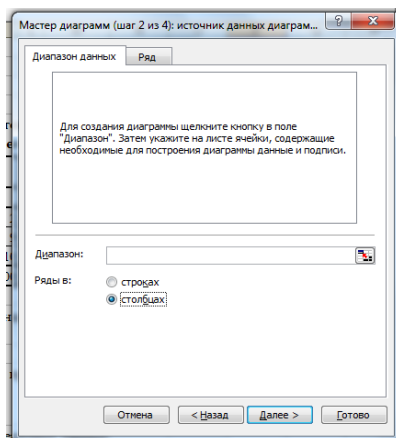 Мастер диаграмм (шаг 2 из 4): источник данных диаграм...
Диапазон данных Ряд
Для создания диаграммы щелкните кнопку в поле
"Диапазон". Затем укажите на листе ячейки, содержащие
необходимые для построения диаграммы данные и подписи.
Диапазон:
Ряды в: строках
столбцах
Отмена < Назад Далее > Готово